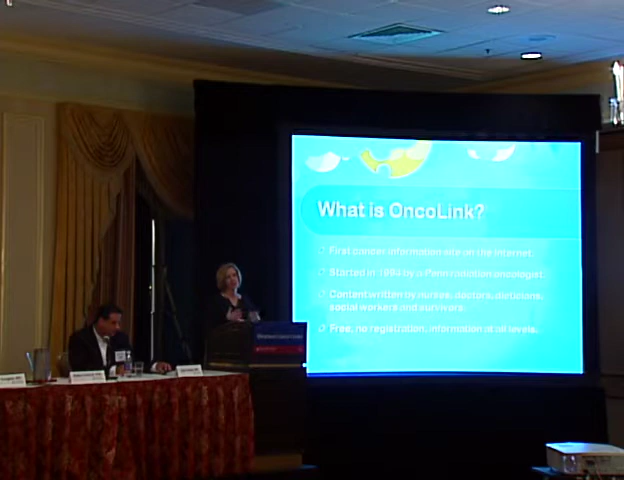 What is OncoLink?
First cancer information site on the internet.
Started in 1994 by a Penn radiation oncologist.
Content written by nurses, doctors, dieticians,
social workers and survivors.
Free, no registration, information at all levels.